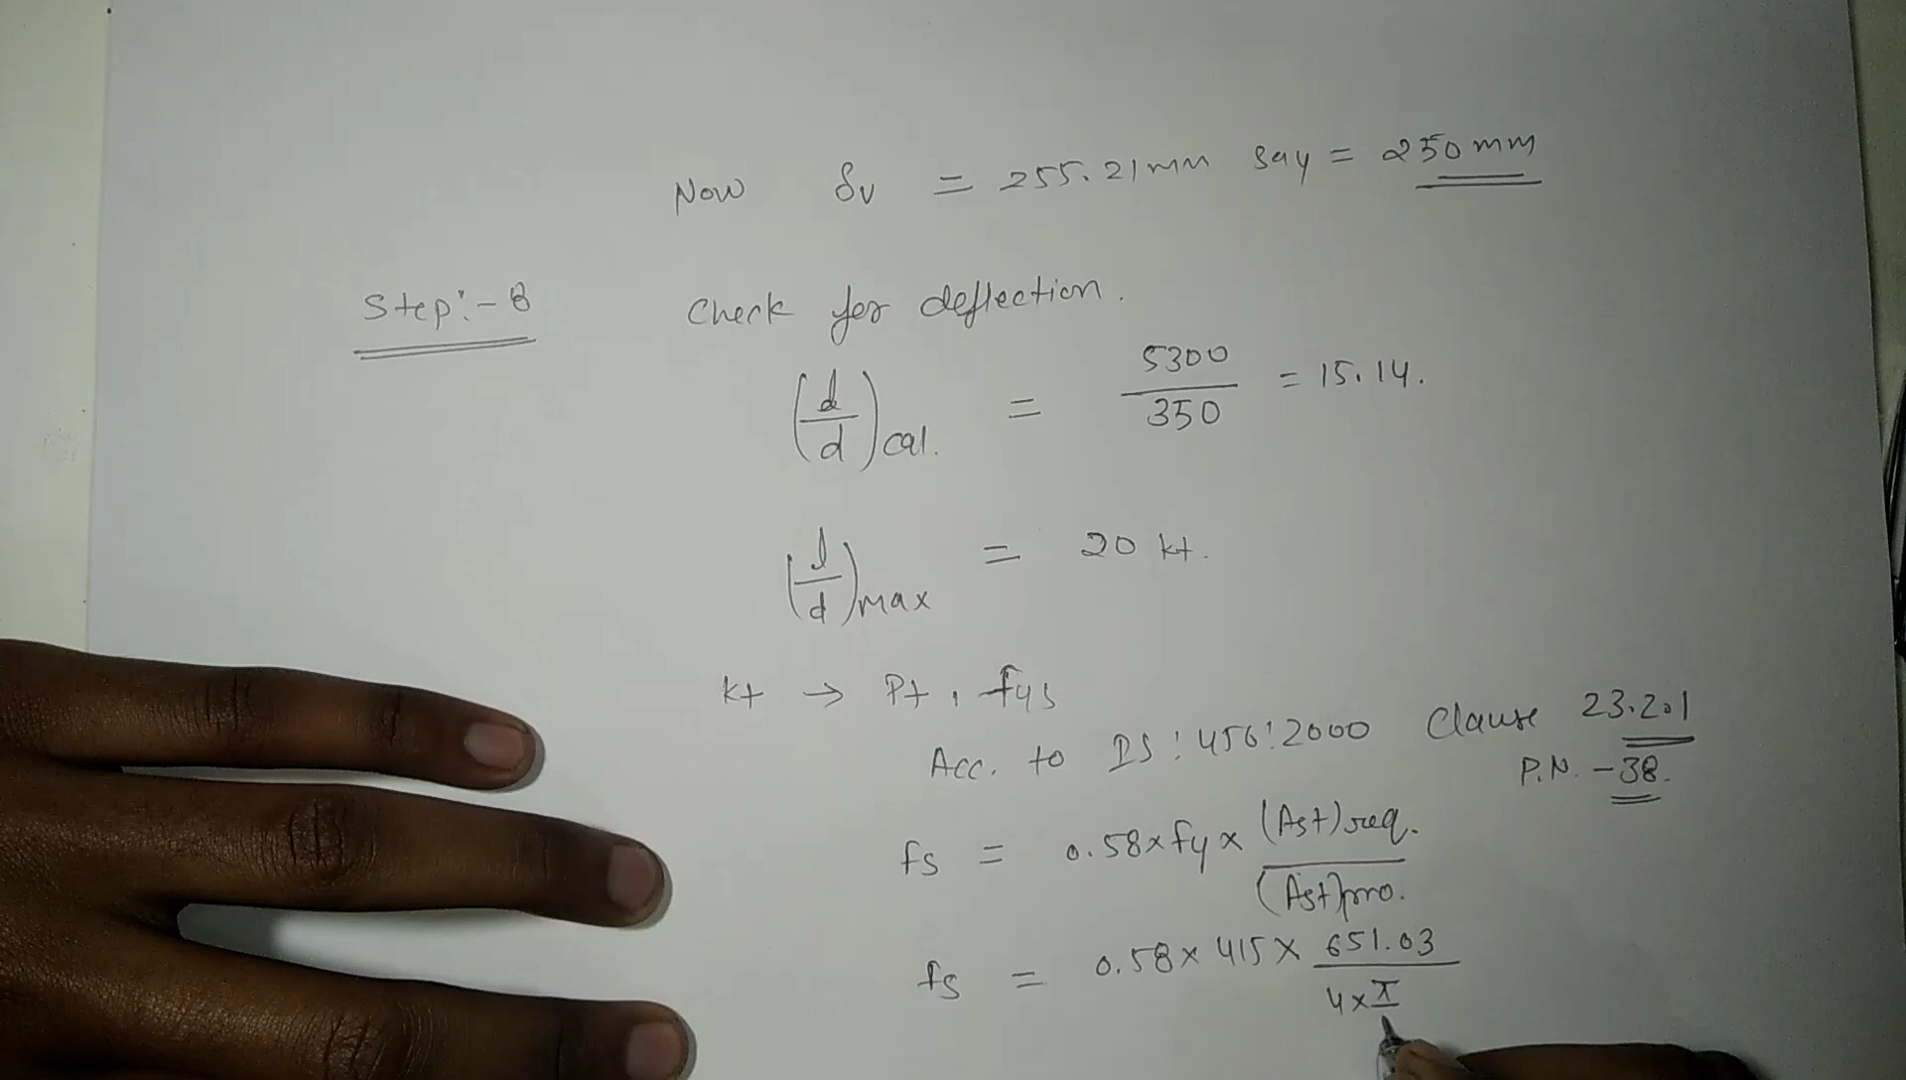 Now Sv = 255.21mm say = 250mm
Step:-8 Check for deflection.
(d/d)cal. = 5300/350 = 15.14.
(l/d)max = 20 kt.
kt → Pt, fys
Acc. to IS:456:2000 Clause 23.2.1
P.N. -38.
fs = 0.58×fy× (Ast)req. / (Ast)pro.
fs = 0.58×415× 651.03 / 4×π